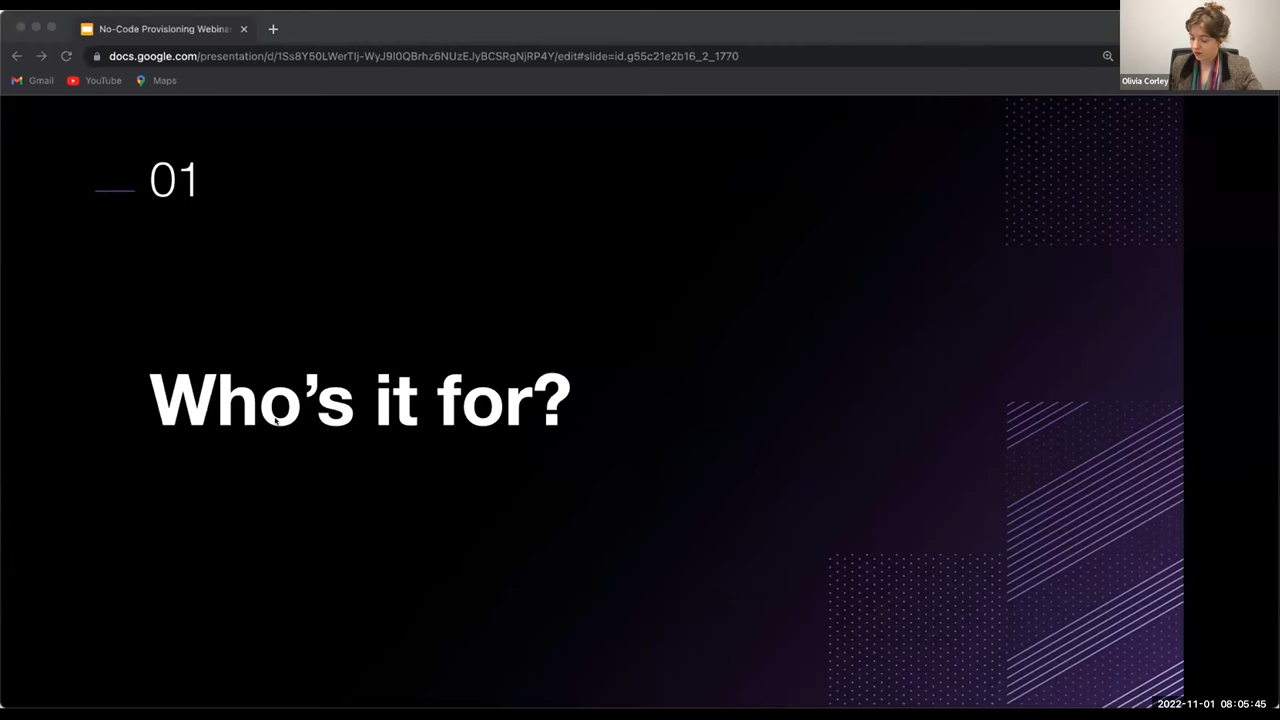 No-Code Provisioning Webina
docs.google.com/presentation/d/1Ss8Y50LWerTlj-WyJ9I0QBrhz6NUzEJyBCSRgNjRP4Y/edit#slide=id.g55c21e2b16_2_1770
Gmail YouTube Maps
Olivia Corley
01
Who's it for?
2022-11-01 08:05:45